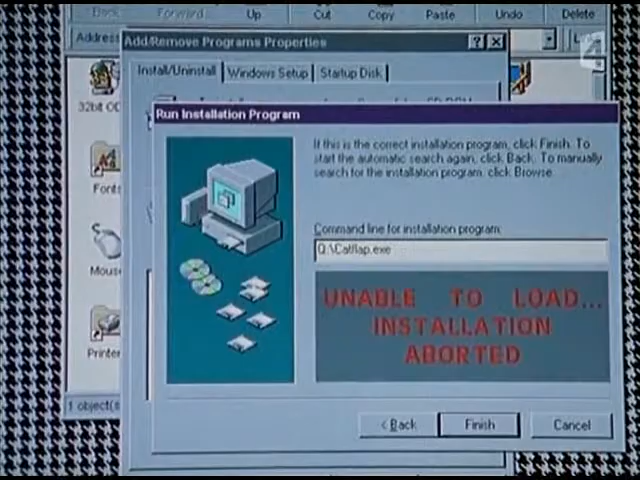 Back Forward Up Cut Copy Paste Undo Delete
Address
Add/Remove Programs Properties
Install/Uninstall Windows Setup Startup Disk
32bit
Fonts
Mouse
Printer
1 object(s
Run Installation Program
If this is the correct installation program, click Finish. To
start the automatic search again, click Back. To manually
search for the installation program, click Browse.
Command line for installation program:
Q:\Catflap.exe
UNABLE TO LOAD...
INSTALLATION
ABORTED
< Back Finish Cancel
4